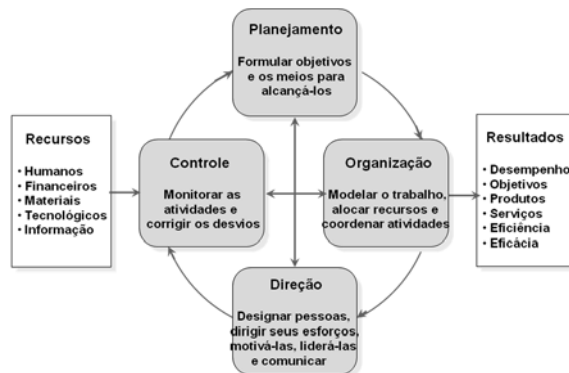 Planejamento
Formular objetivos
e os meios para
alcançá-los
Recursos
• Humanos
• Financeiros
• Materiais
• Tecnológicos
• Informação
Controle
Monitorar as
atividades e
corrigir os desvios
Organização
Modelar o trabalho,
alocar recursos e
coordenar atividades
Resultados
• Desempenho
• Objetivos
• Produtos
• Serviços
• Eficiência
• Eficácia
Direção
Designar pessoas,
dirigir seus esforços,
motivá-las, liderá-las
e comunicar